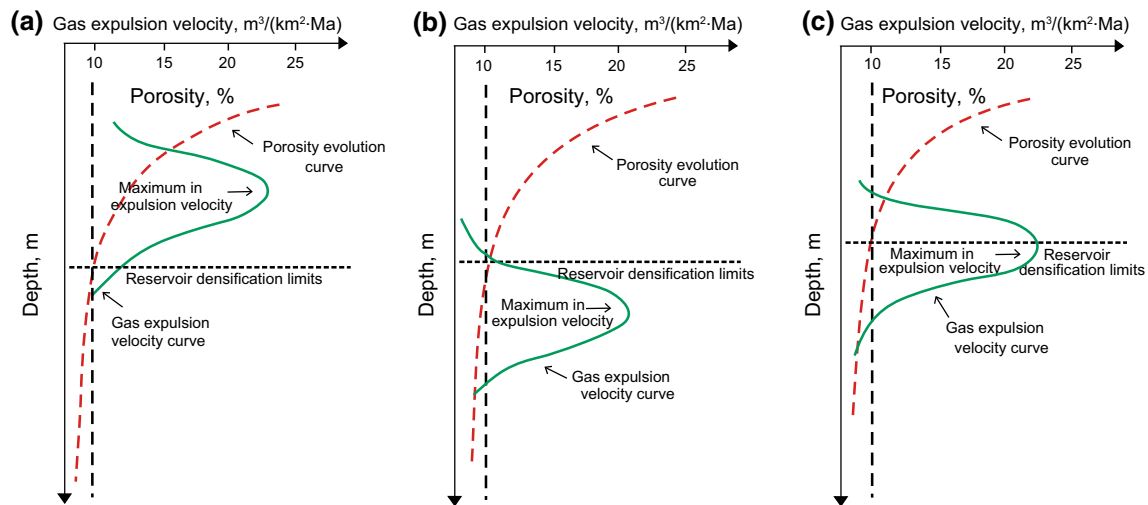 (a)
Gas expulsion velocity, m³/(km²·Ma)
10 15 20 25
Porosity, %
Porosity evolution
curve
Maximum in
expulsion velocity
Reservoir densification limits
Gas expulsion
velocity curve
Depth, m
(b)
Gas expulsion velocity, m³/(km²·Ma)
10 15 20 25
Porosity, %
Porosity evolution
curve
Reservoir densification limits
Maximum in
expulsion velocity
Gas expulsion
velocity curve
Depth, m
(c)
Gas expulsion velocity, m³/(km²·Ma)
10 15 20 25
Porosity, %
Porosity evolution
curve
Maximum in
expulsion velocity
Reservoir
densification limits
Gas expulsion
velocity curve
Depth, m